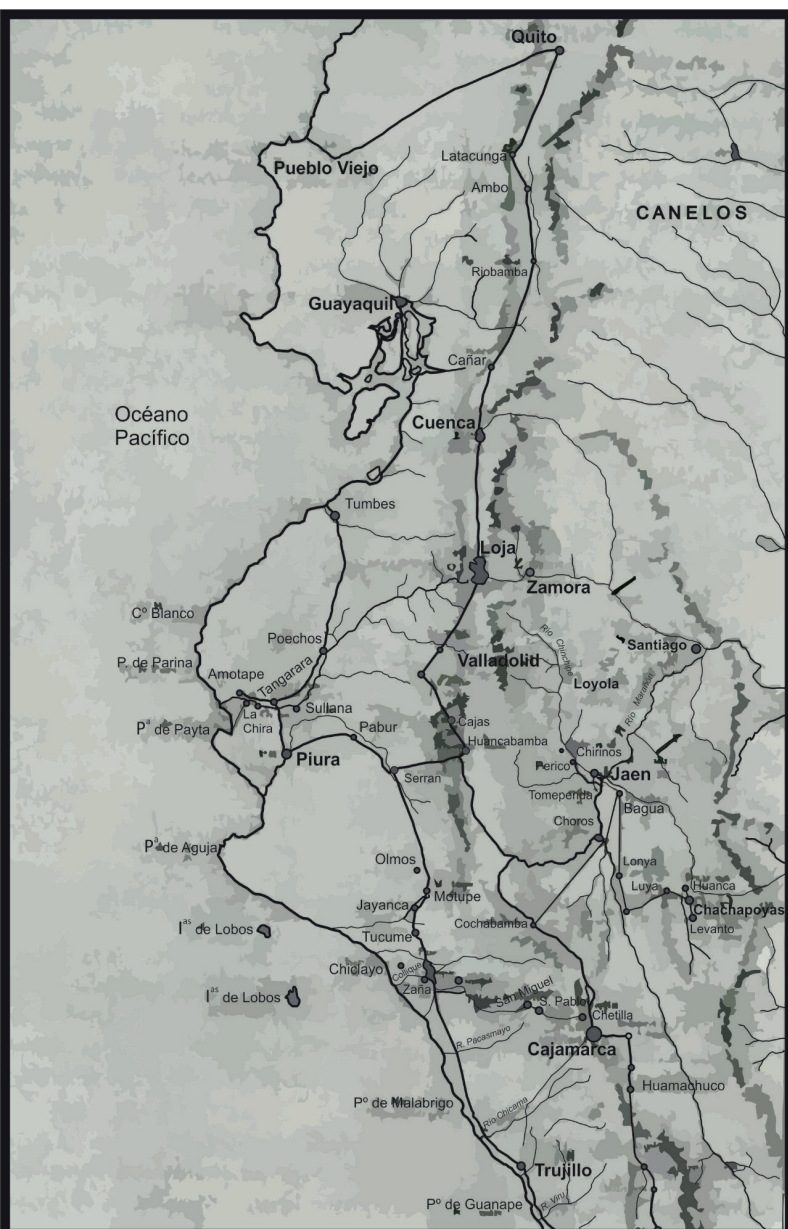 Quito
Latacunga
Pueblo Viejo
Ambo
CANELOS
Riobamba
Guayaquil
Cañar
Océano
Pacífico
Cuenca
Tumbes
Loja
Zamora
Cº Blanco
Río Chinchipe
Poechos
Santiago
P. de Parina
Valladolid
Tangarara
Amotape
Loyola
Río Marañón
Sullana
La
Chira
Cajas
Pª de Payta
Pabur
Huancabamba
Chirinos
Piura
Perico
Jaen
Serran
Tomependa
Bagua
Choros
Pª de Aguja
Olmos
Lonya
Luya
Huanca
Motupe
Jayanca
Chachapoyas
Cochabamba
Iᵃˢ de Lobos
Levanto
Tucume
Chiclayo
Collique
Zaña
San Miguel
Iᵃˢ de Lobos
S. Pablo
Chetilla
R. Pacasmayo
Cajamarca
Huamachuco
Pº de Malabrigo
Río Chicama
Trujillo
R. Viru
Pº de Guanape